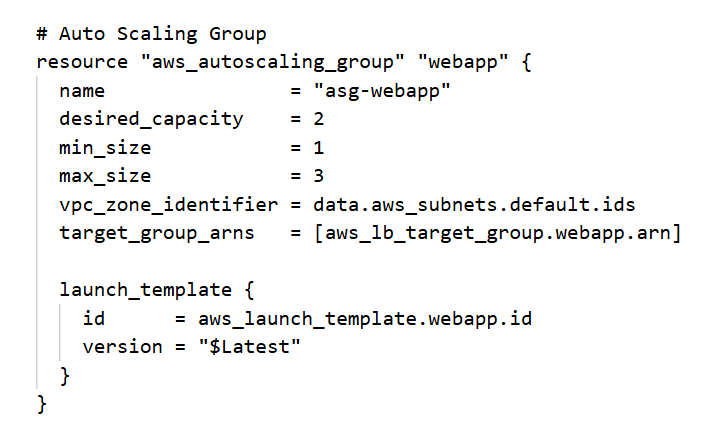 # Auto Scaling Group
resource "aws_autoscaling_group" "webapp" {
  name                = "asg-webapp"
  desired_capacity    = 2
  min_size            = 1
  max_size            = 3
  vpc_zone_identifier = data.aws_subnets.default.ids
  target_group_arns   = [aws_lb_target_group.webapp.arn]

  launch_template {
    id      = aws_launch_template.webapp.id
    version = "$Latest"
  }
}